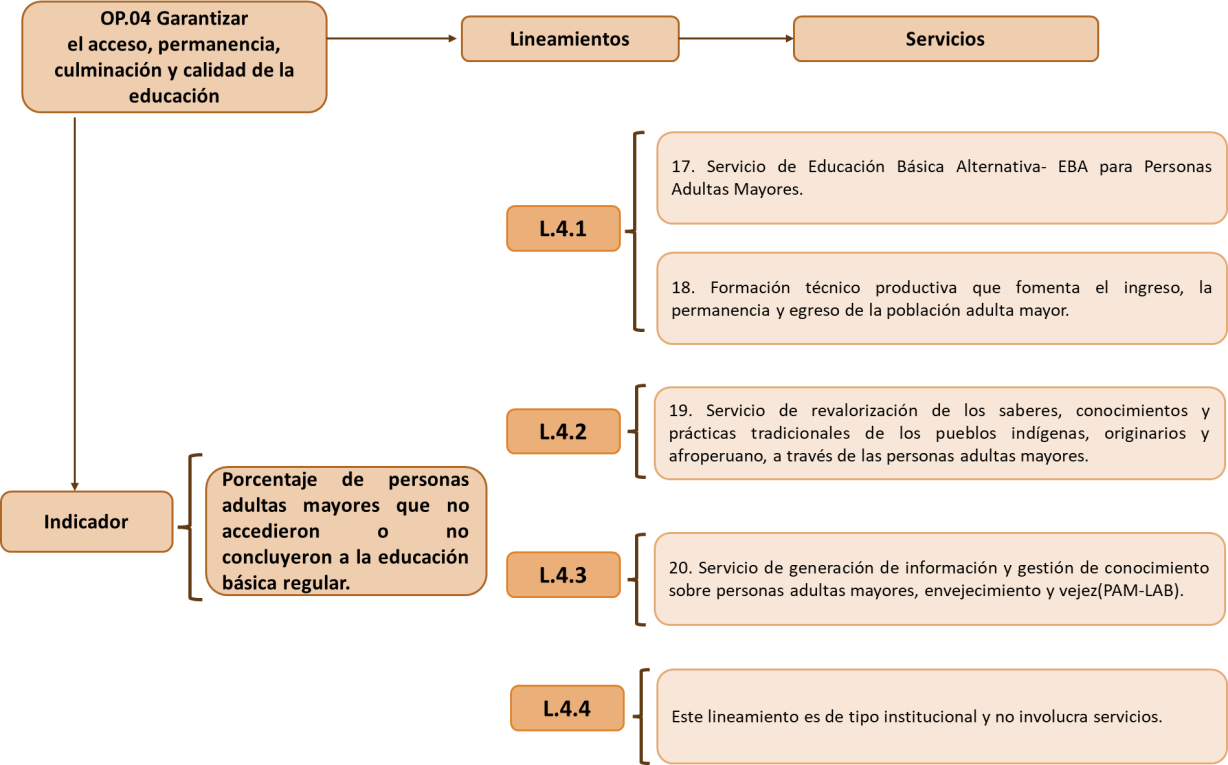 OP.04 Garantizar
el acceso, permanencia,
culminación y calidad de la
educación
Lineamientos
Servicios
L.4.1
17. Servicio de Educación Básica Alternativa- EBA para Personas
Adultas Mayores.
18. Formación técnico productiva que fomenta el ingreso, la
permanencia y egreso de la población adulta mayor.
L.4.2
19. Servicio de revalorización de los saberes, conocimientos y
prácticas tradicionales de los pueblos indígenas, originarios y
afroperuano, a través de las personas adultas mayores.
Indicador
Porcentaje de personas
adultas mayores que no
accedieron o no
concluyeron a la educación
básica regular.
L.4.3
20. Servicio de generación de información y gestión de conocimiento
sobre personas adultas mayores, envejecimiento y vejez(PAM-LAB).
L.4.4
Este lineamiento es de tipo institucional y no involucra servicios.